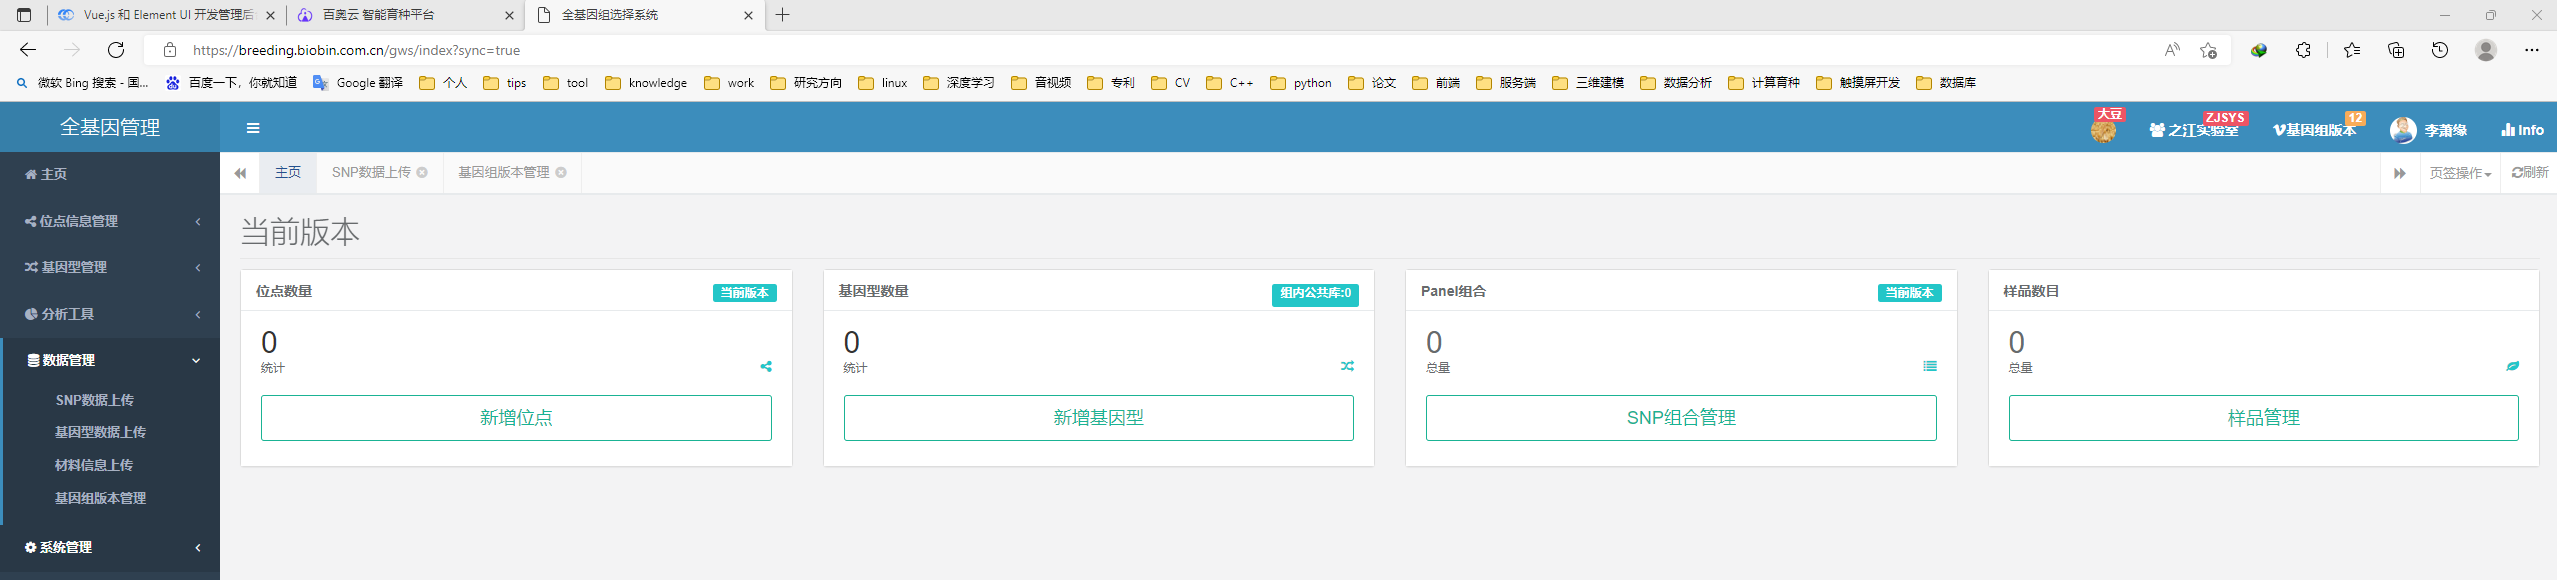 Vue.js 和 Element UI 开发管理后
百奥云 智能育种平台
全基因组选择系统
https://breeding.biobin.com.cn/gws/index?sync=true
微软 Bing 搜索 - 国...
百度一下，你就知道
Google 翻译
个人
tips
tool
knowledge
work
研究方向
linux
深度学习
音视频
专利
CV
C++
python
论文
前端
服务端
三维建模
数据分析
计算育种
触摸屏开发
数据库
全基因管理
大豆
之江实验室
ZJSYS
基因组版本
12
李萧缘
Info
主页
SNP数据上传
基因组版本管理
页签操作
刷新
主页
位点信息管理
基因型管理
分析工具
数据管理
SNP数据上传
基因型数据上传
材料信息上传
基因组版本管理
系统管理
当前版本
位点数量
当前版本
0
统计
新增位点
基因型数量
组内公共库:0
0
统计
新增基因型
Panel组合
当前版本
0
总量
SNP组合管理
样品数目
0
总量
样品管理